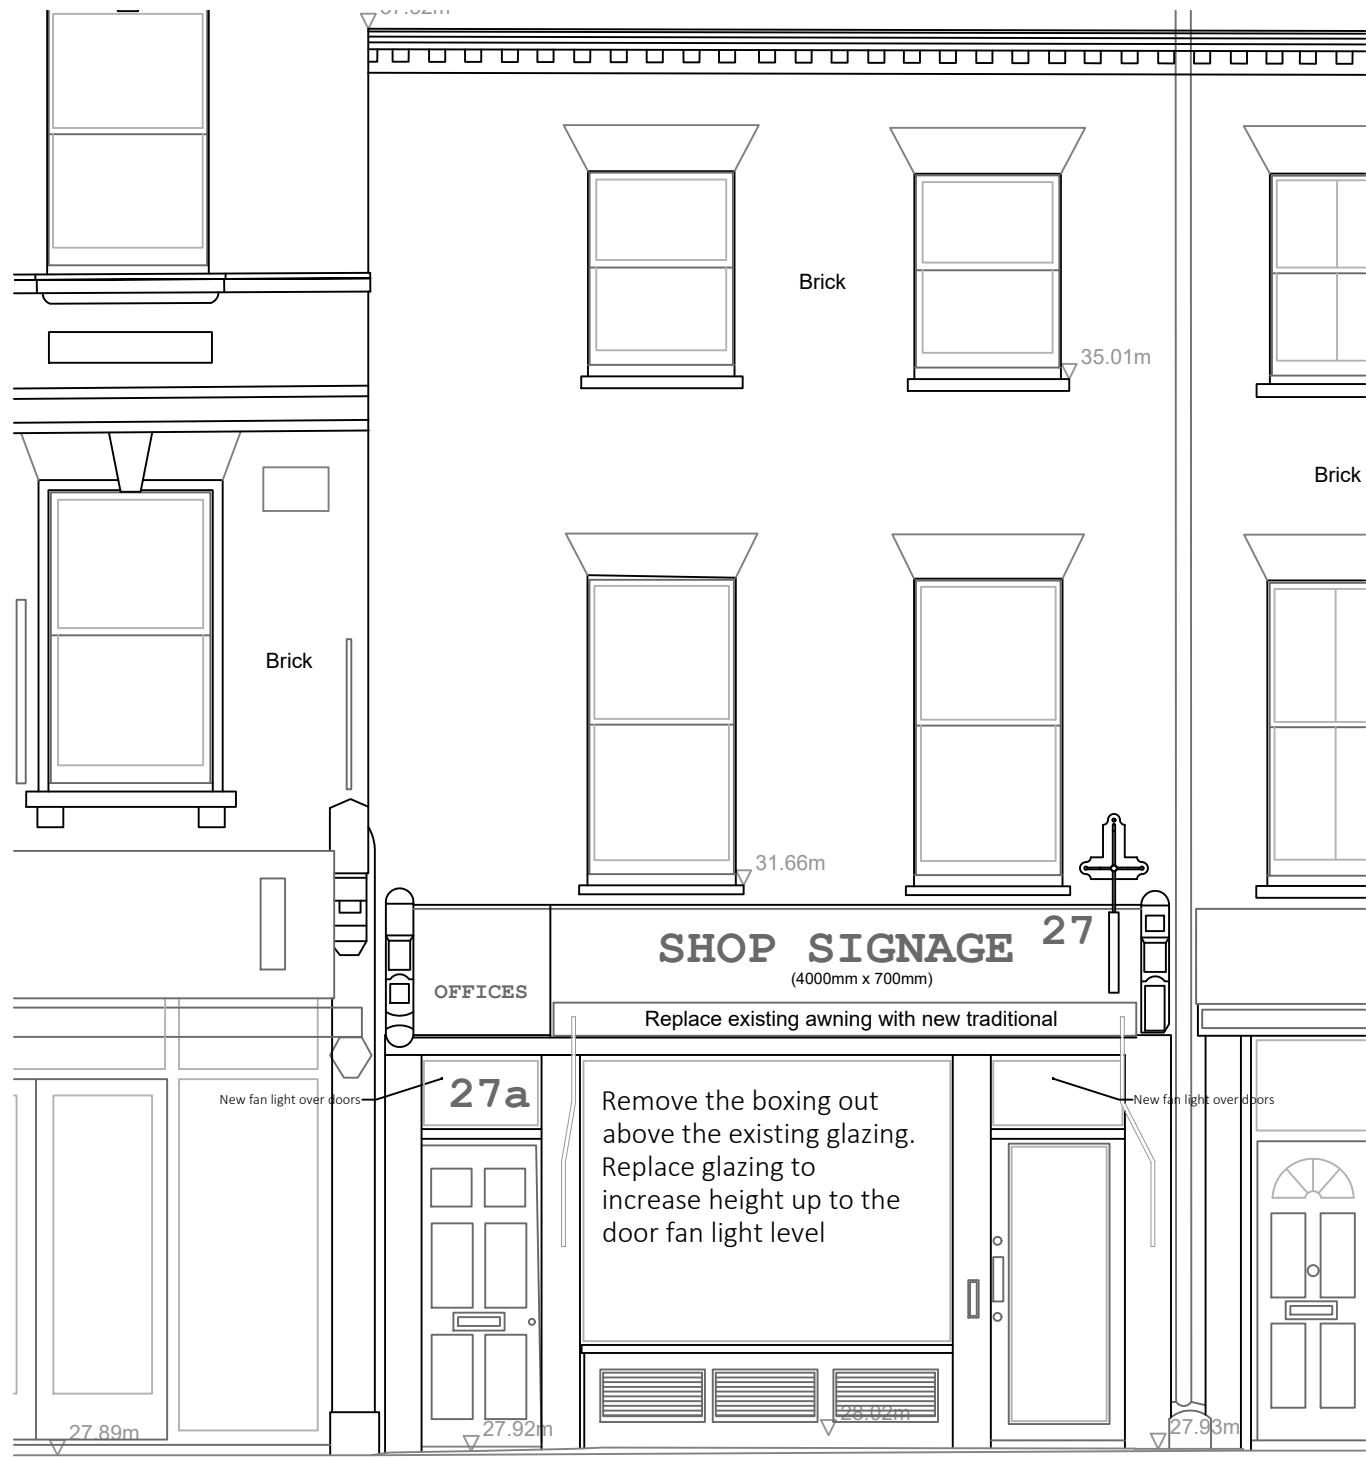 Brick
35.01m
Brick
Brick
31.66m
27
SHOP SIGNAGE
(4000mm x 700mm)
OFFICES
Replace existing awning with new traditional
27a
New fan light over doors
New fan light over doors
Remove the boxing out
above the existing glazing.
Replace glazing to
increase height up to the
door fan light level
28.02m
27.89m
27.92m
27.93m